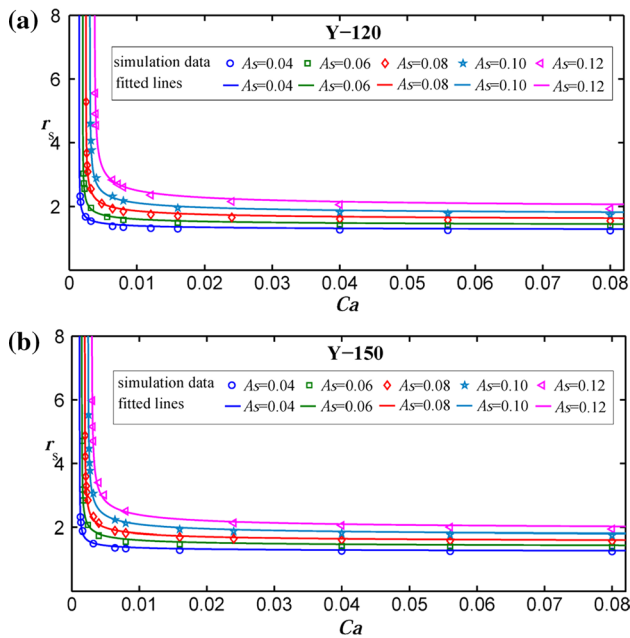 (a)
Y−120
8
6
4
2
r_s
simulation data As=0.04 As=0.06 As=0.08 As=0.10 As=0.12
fitted lines As=0.04 As=0.06 As=0.08 As=0.10 As=0.12
0 0.01 0.02 0.03 0.04 0.05 0.06 0.07 0.08
Ca
(b)
Y−150
8
6
4
2
r_s
simulation data As=0.04 As=0.06 As=0.08 As=0.10 As=0.12
fitted lines As=0.04 As=0.06 As=0.08 As=0.10 As=0.12
0 0.01 0.02 0.03 0.04 0.05 0.06 0.07 0.08
Ca